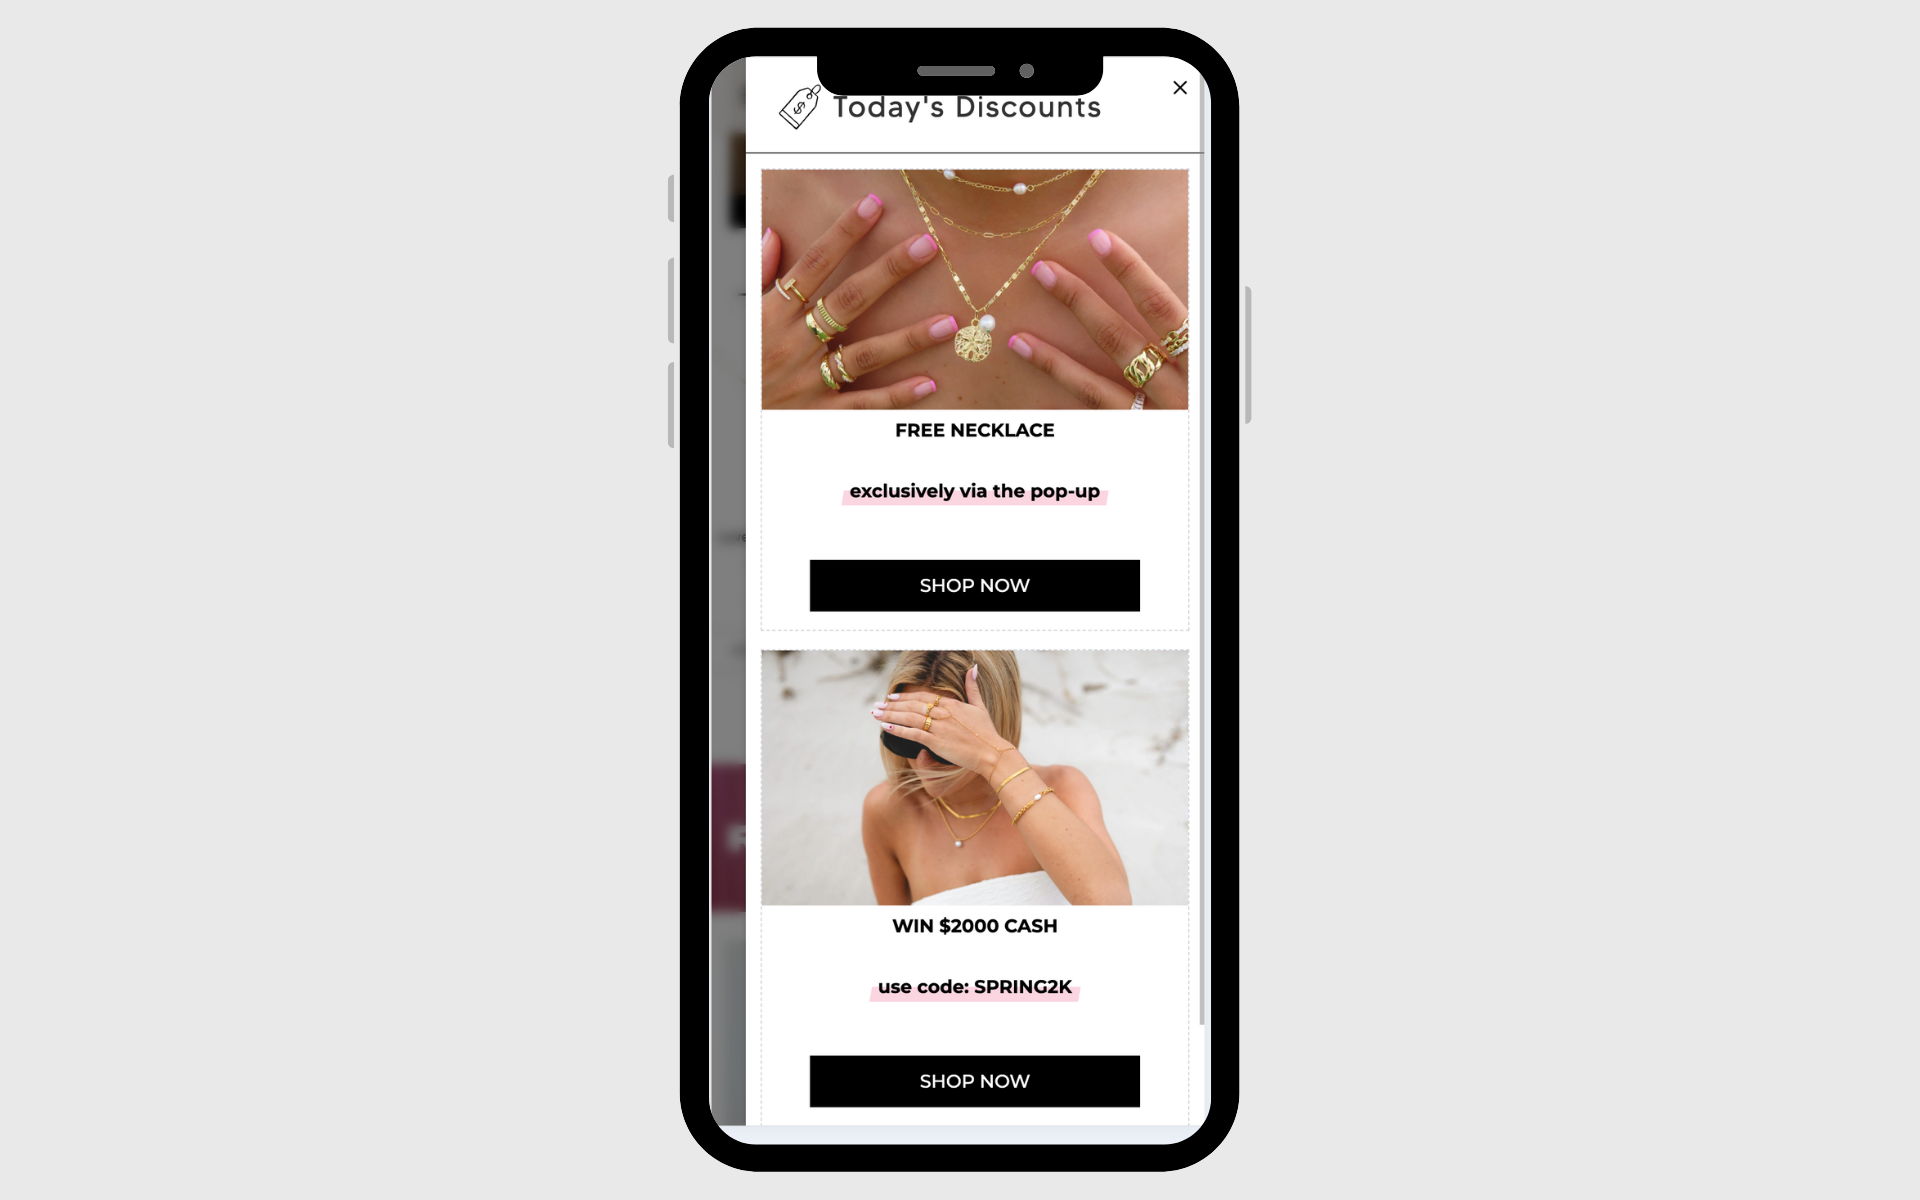 Today's Discounts
FREE NECKLACE
exclusively via the pop-up
SHOP NOW
WIN $2000 CASH
use code: SPRING2K
SHOP NOW